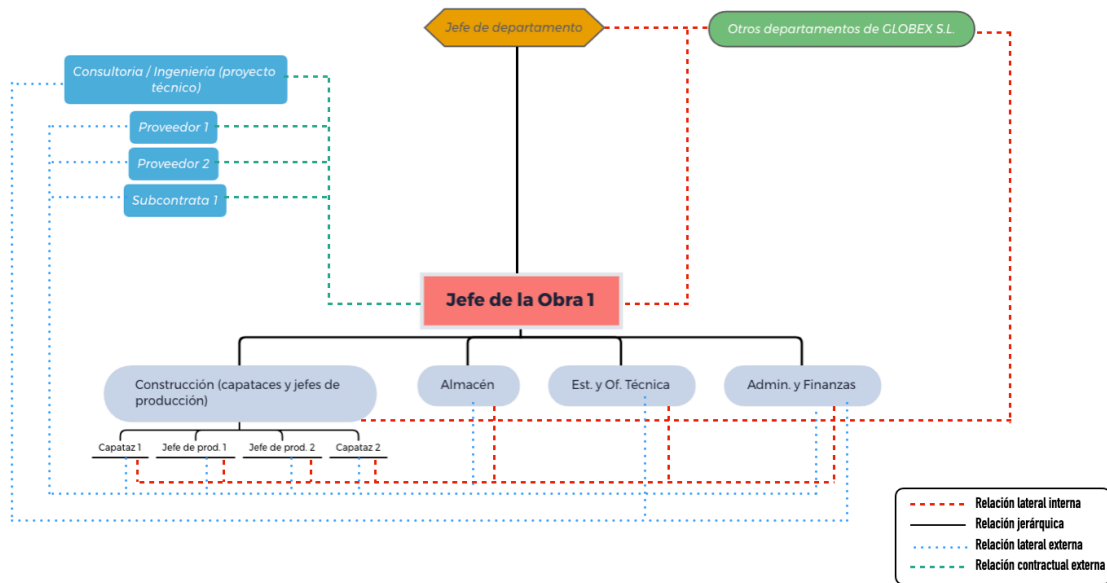 Jefe de departamento
Otros departamentos de GLOBEX S.L.
Consultoria / Ingenieria (proyecto
técnico)
Proveedor 1
Proveedor 2
Subcontrata 1
Jefe de la Obra 1
Construcción (capataces y jefes de
producción)
Almacén
Est. y Of. Técnica
Admin. y Finanzas
Capataz 1
Jefe de prod. 1
Jefe de prod. 2
Capataz 2
Relación lateral interna
Relación jerárquica
Relación lateral externa
Relación contractual externa